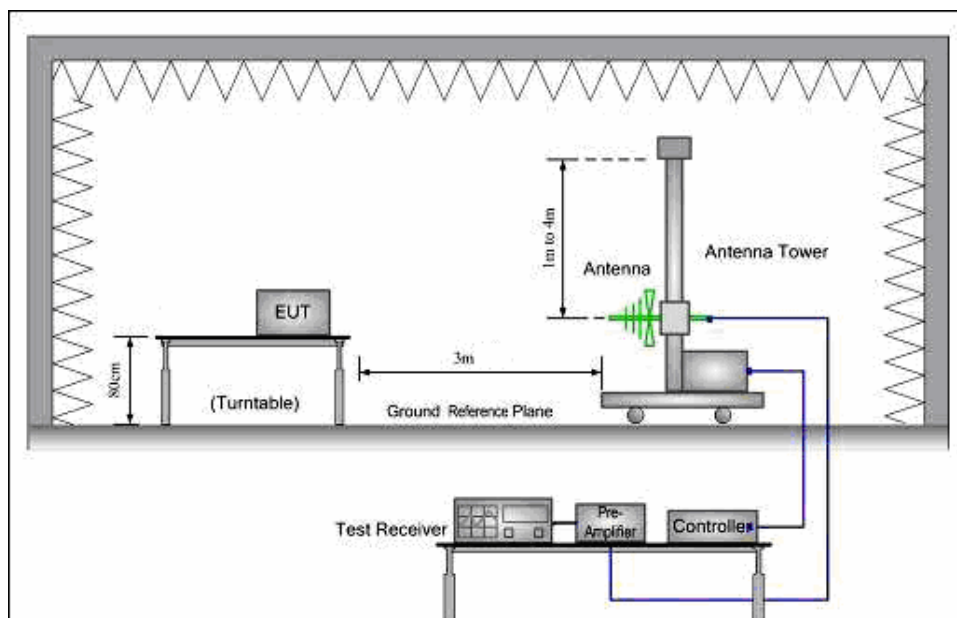 1m to 4m
Antenna
Antenna Tower
EUT
80cm
3m
(Turntable)
Ground Reference Plane
Test Receiver
Pre-
Amplifier
Controller